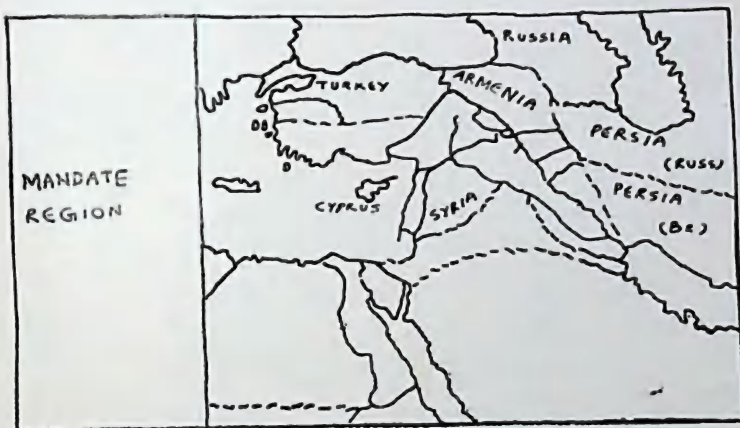 MANDATE
REGION
RUSSIA
TURKEY
ARMENIA
PERSIA
(RUSS)
PERSIA
(BR)
CYPRUS
SYRIA